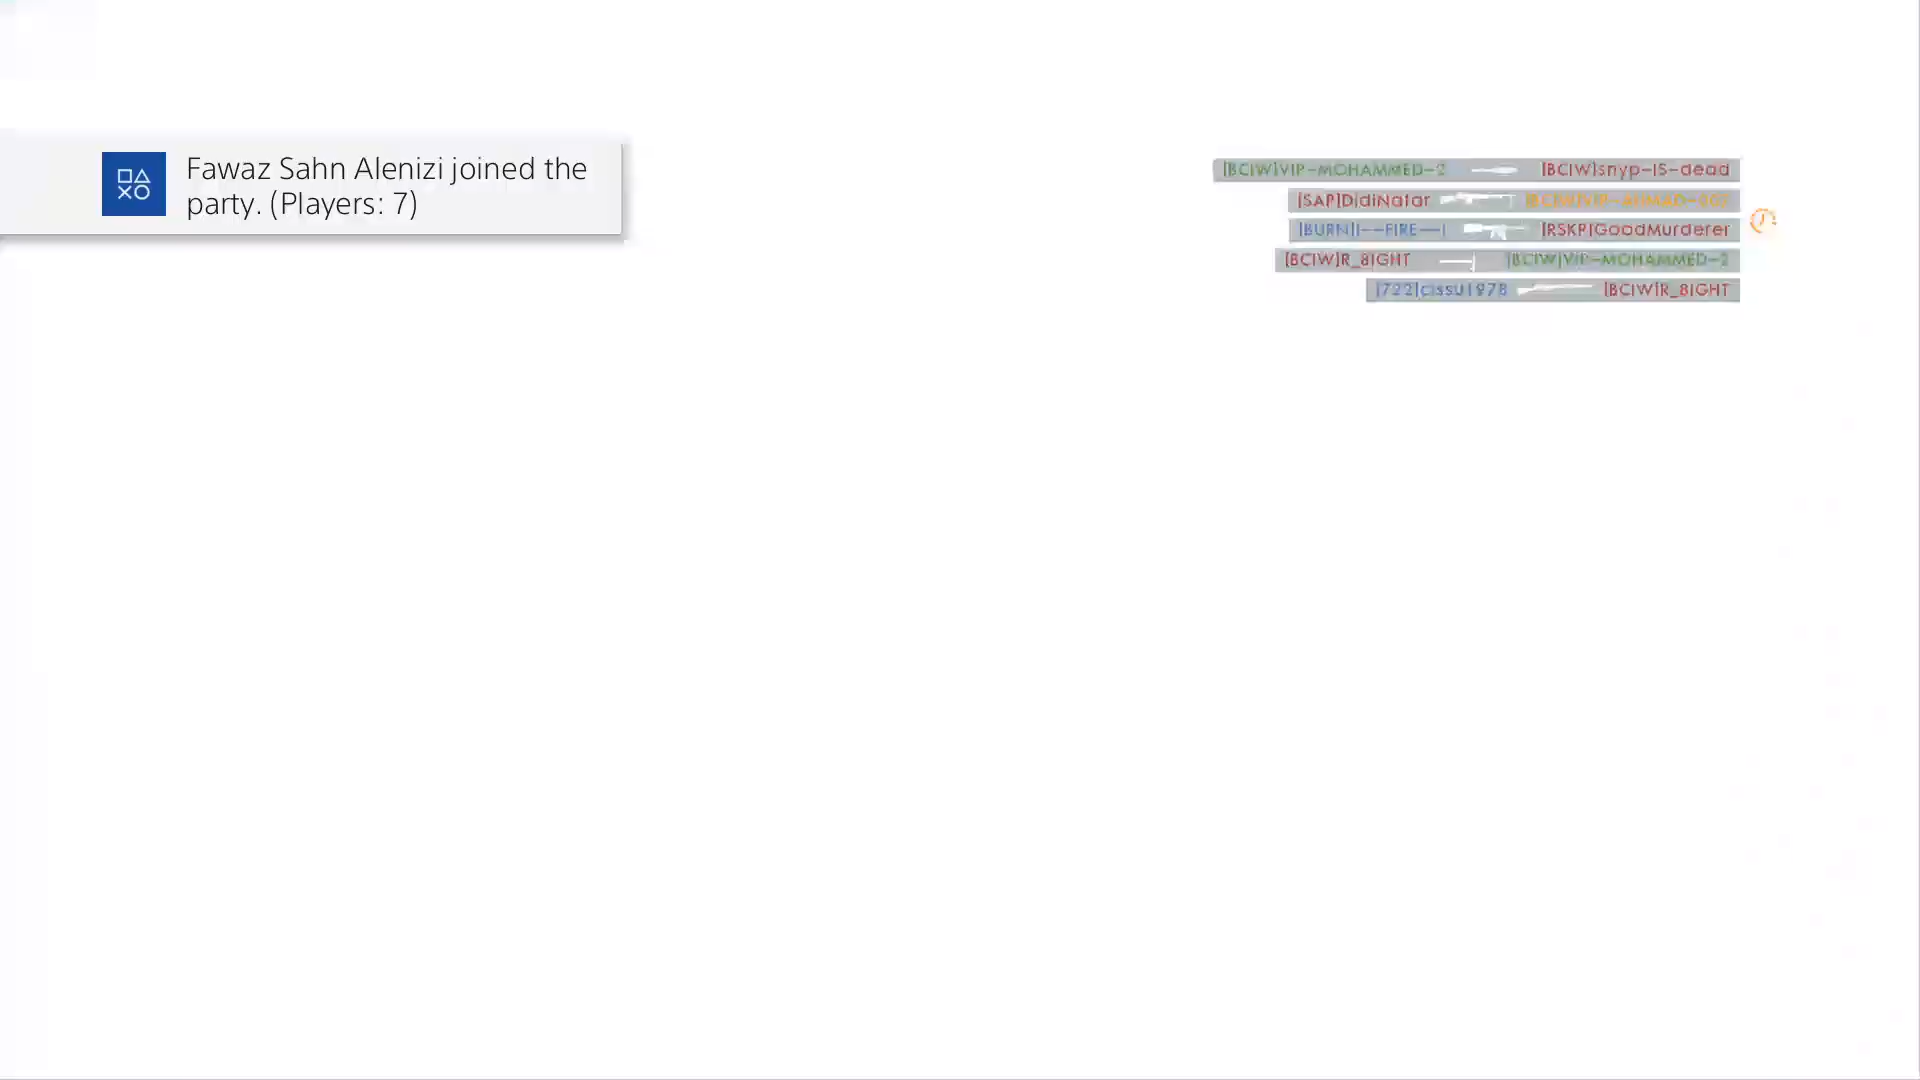 Fawaz Sahn Alenizi joined the
party. (Players: 7)
[BCIW]VIP-MOHAMMED-2 [BCIW]snyp-IS-dead
[SAP]DidiNatar
[BURN]I--FIRE--I [RSKP]GoodMurderer
[BCIW]R_8IGHT [BCIW]VIP-MOHAMMED-2
[722]cissu1978 [BCIW]R_8IGHT